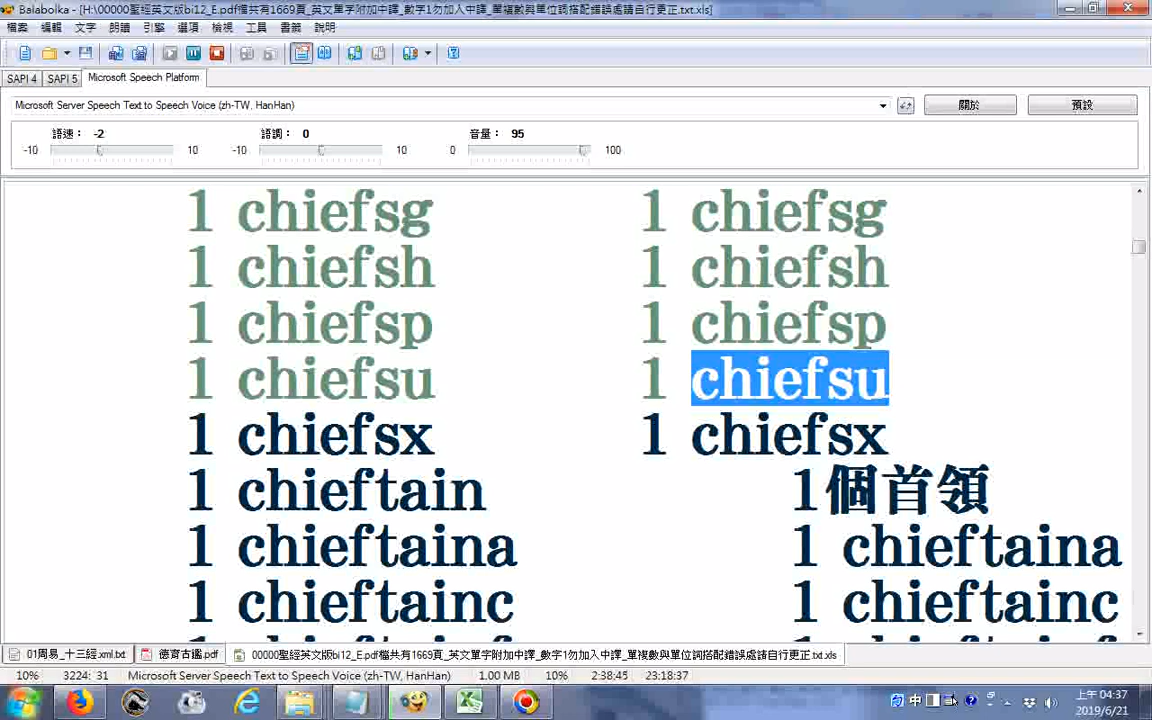 Balabolka - [H:\00000聖經英文版bi12_E.pdf檔共有1669頁_英文單字附加中譯_數字1勿加入中譯_單複數與單位詞搭配錯誤處請自行更正.txt.xls]
檔案 編輯 文字 朗讀 引擎 選項 檢視 工具 書籤 說明
SAPI 4 SAPI 5 Microsoft Speech Platform
Microsoft Server Speech Text to Speech Voice (zh-TW, HanHan) 關於 預設
語速： -2 語調： 0 音量： 95
-10 10 -10 10 0 100
1 chiefsg 1 chiefsg
1 chiefsh 1 chiefsh
1 chiefsp 1 chiefsp
1 chiefsu 1 chiefsu
1 chiefsx 1 chiefsx
1 chieftain 1個首領
1 chieftaina 1 chieftaina
1 chieftainc 1 chieftainc
01周易_十三經.xml.txt 德育古鑑.pdf 00000聖經英文版bi12_E.pdf檔共有1669頁_英文單字附加中譯_數字1勿加入中譯_單複數與單位詞搭配錯誤處請自行更正.txt.xls
10% 3224: 31 Microsoft Server Speech Text to Speech Voice (zh-TW, HanHan) 1.00 MB 10% 2:38:45 23:18:37
中 上午 04:37
2019/6/21